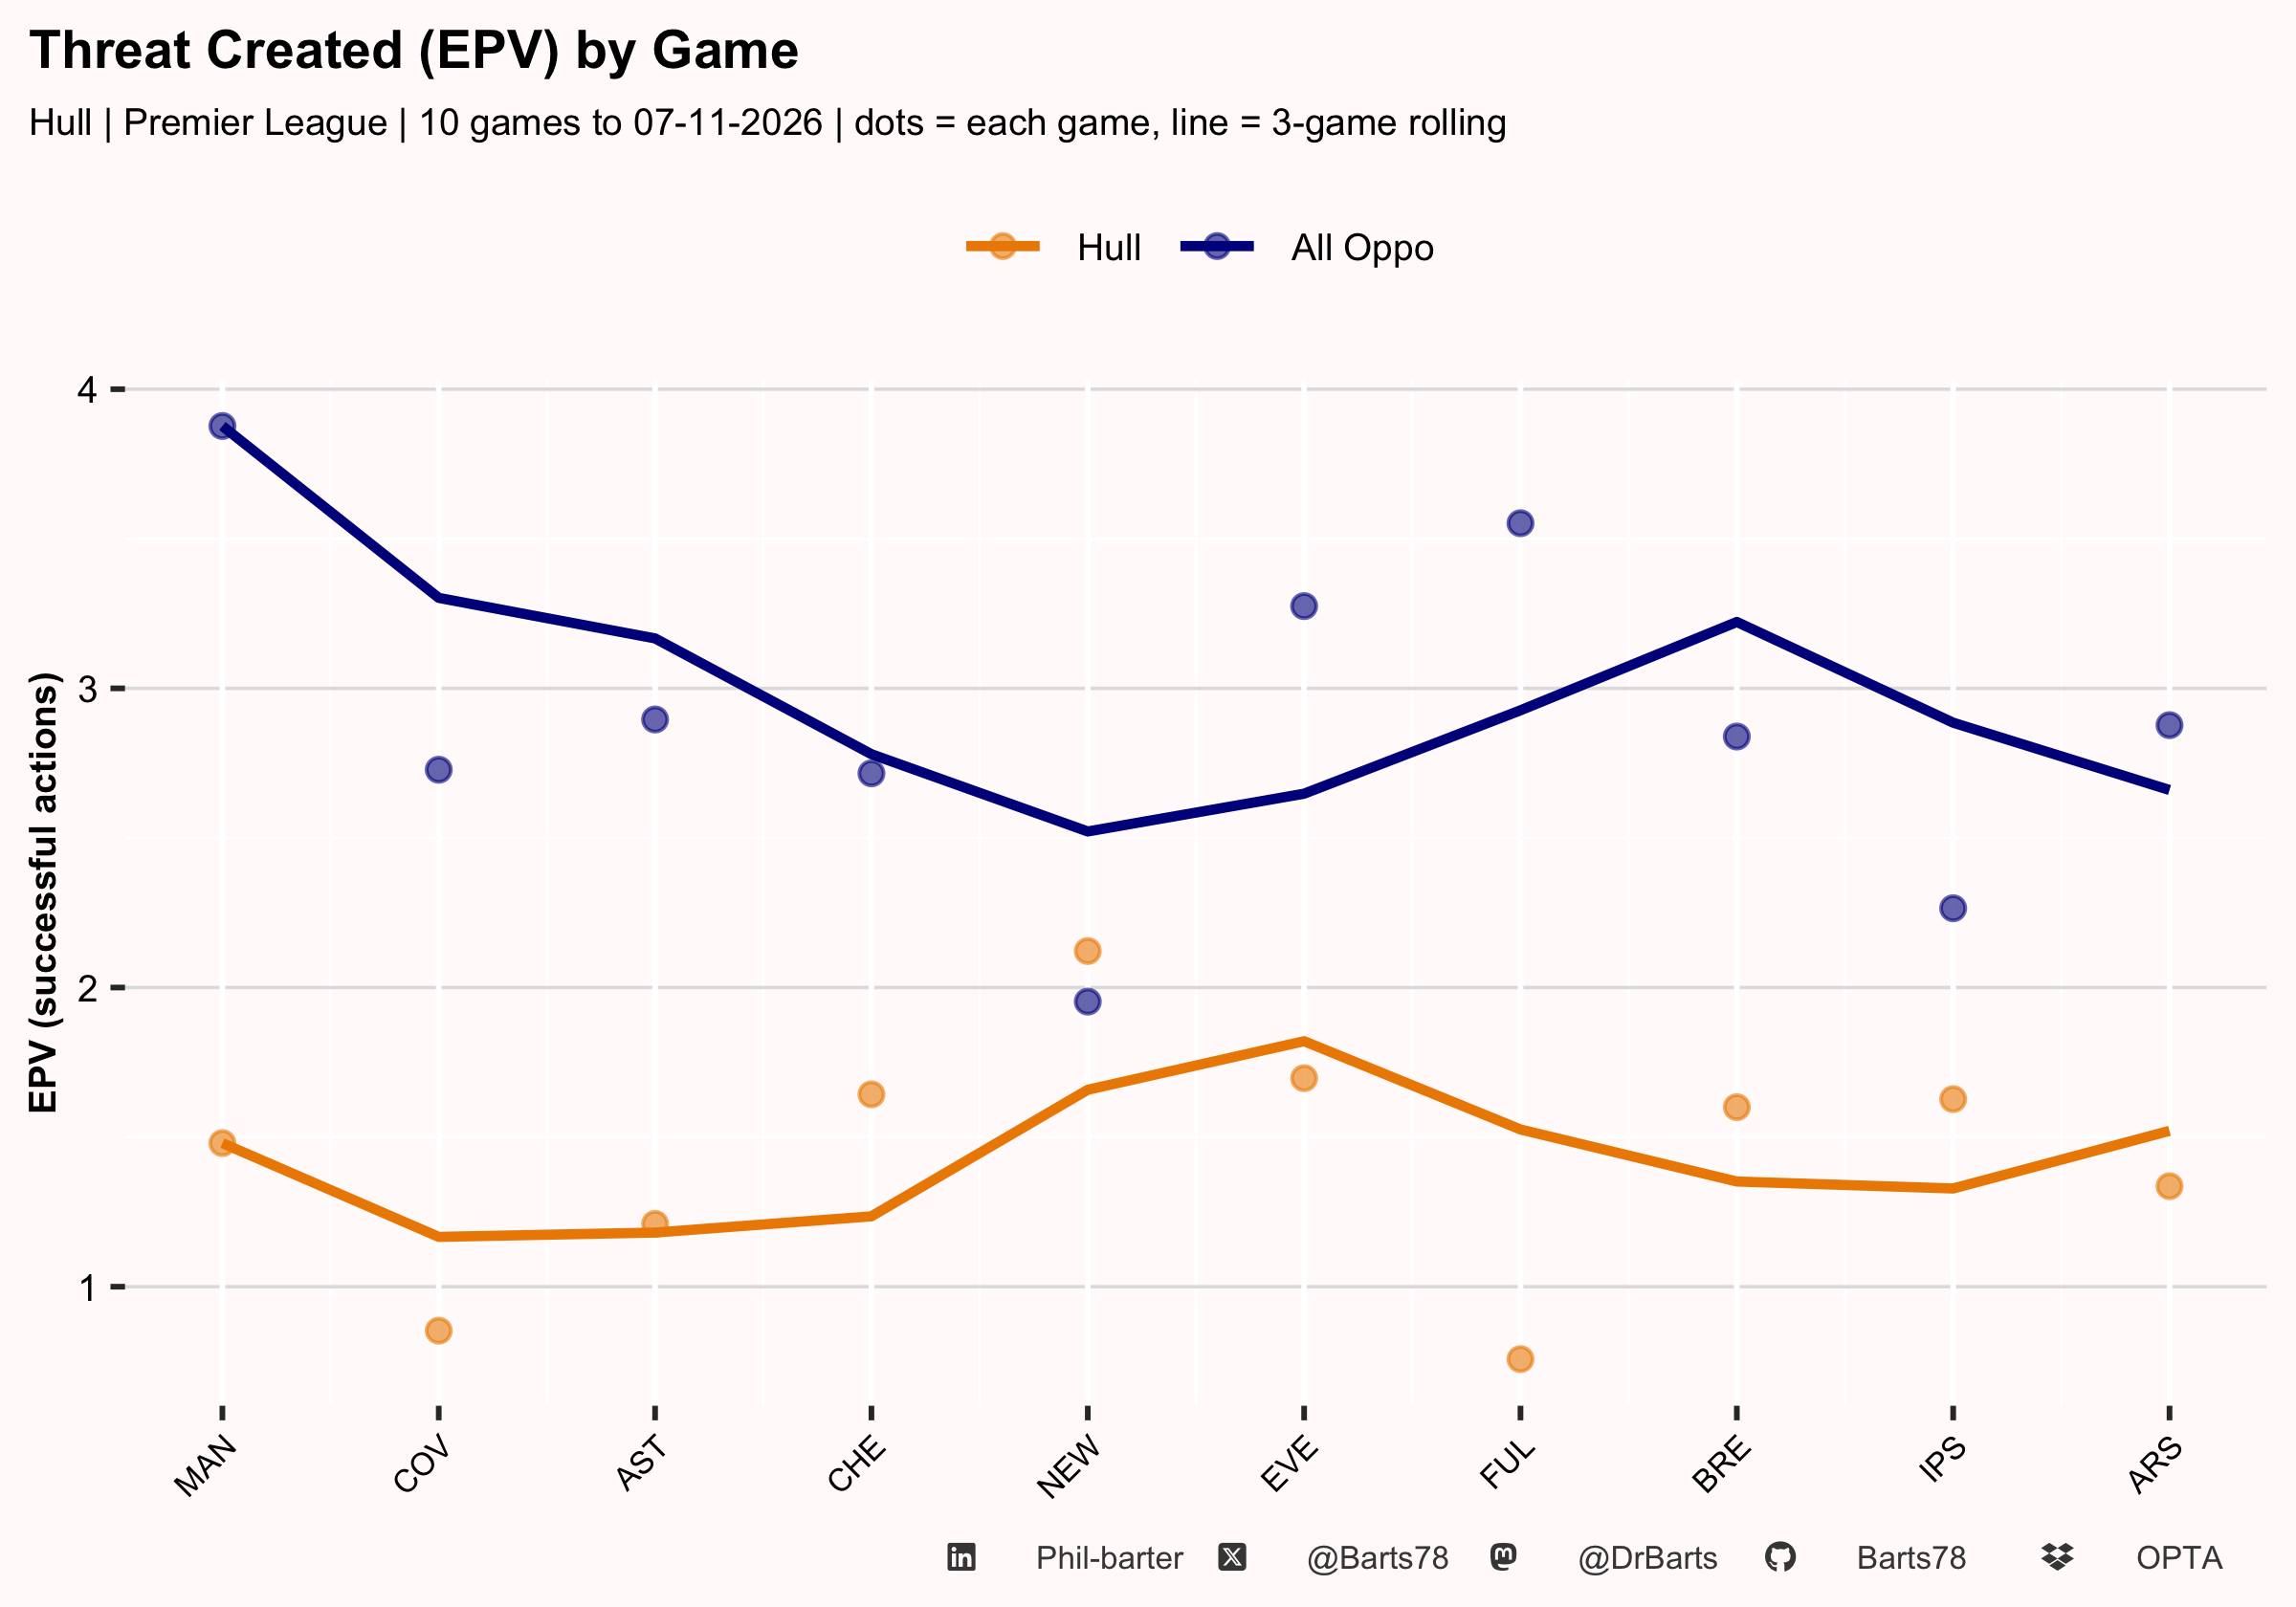 Threat Created (EPV) by Game
Hull | Premier League | 10 games to 07-11-2026 | dots = each game, line = 3-game rolling
Hull All Oppo
EPV (successful actions)
4
3
2
1
MAN COV AST CHE NEW EVE FUL BRE IPS ARS
Phil-barter @Barts78 @DrBarts Barts78 OPTA